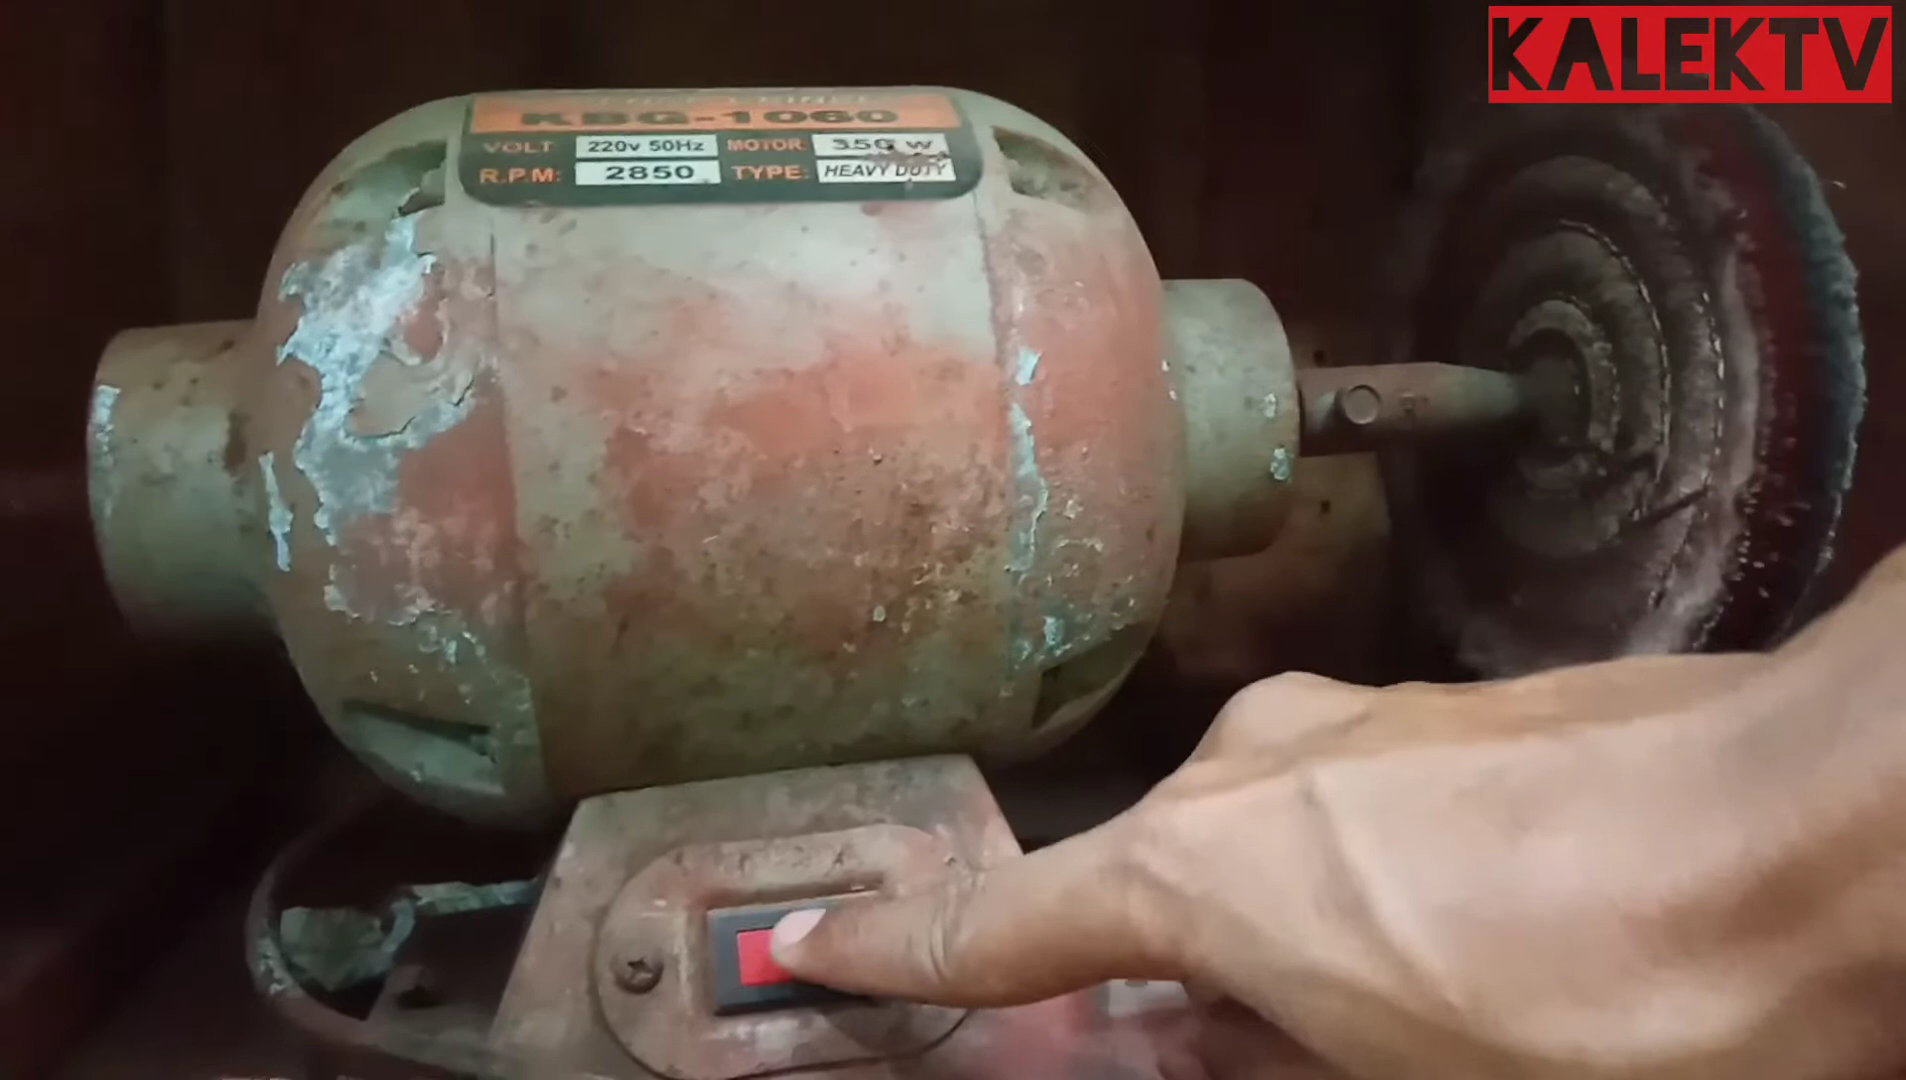 KALEKTV
KBG-1060
VOLT 220v 50Hz MOTOR: 350 w
R.P.M: 2850 TYPE: HEAVY DUTY